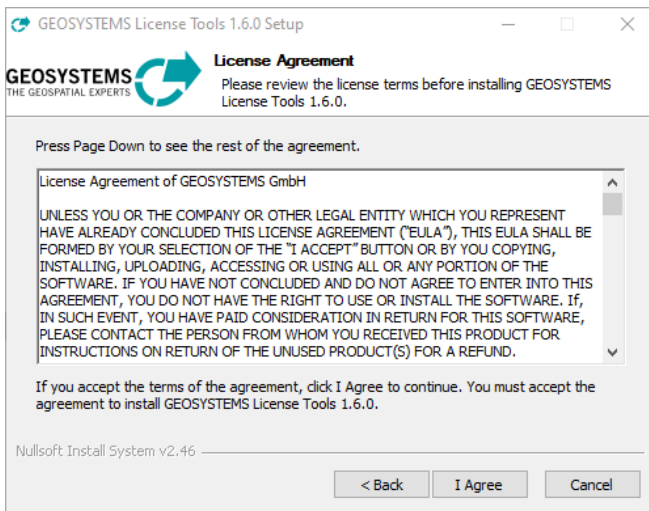 GEOSYSTEMS License Tools 1.6.0 Setup
GEOSYSTEMS
THE GEOSPATIAL EXPERTS
License Agreement
Please review the license terms before installing GEOSYSTEMS
License Tools 1.6.0.
Press Page Down to see the rest of the agreement.
License Agreement of GEOSYSTEMS GmbH
UNLESS YOU OR THE COMPANY OR OTHER LEGAL ENTITY WHICH YOU REPRESENT
HAVE ALREADY CONCLUDED THIS LICENSE AGREEMENT ("EULA"), THIS EULA SHALL BE
FORMED BY YOUR SELECTION OF THE "I ACCEPT" BUTTON OR BY YOU COPYING,
INSTALLING, UPLOADING, ACCESSING OR USING ALL OR ANY PORTION OF THE
SOFTWARE. IF YOU HAVE NOT CONCLUDED AND DO NOT AGREE TO ENTER INTO THIS
AGREEMENT, YOU DO NOT HAVE THE RIGHT TO USE OR INSTALL THE SOFTWARE. If,
IN SUCH EVENT, YOU HAVE PAID CONSIDERATION IN RETURN FOR THIS SOFTWARE,
PLEASE CONTACT THE PERSON FROM WHOM YOU RECEIVED THIS PRODUCT FOR
INSTRUCTIONS ON RETURN OF THE UNUSED PRODUCT(S) FOR A REFUND.
If you accept the terms of the agreement, click I Agree to continue. You must accept the
agreement to install GEOSYSTEMS License Tools 1.6.0.
Nullsoft Install System v2.46
< Back
I Agree
Cancel